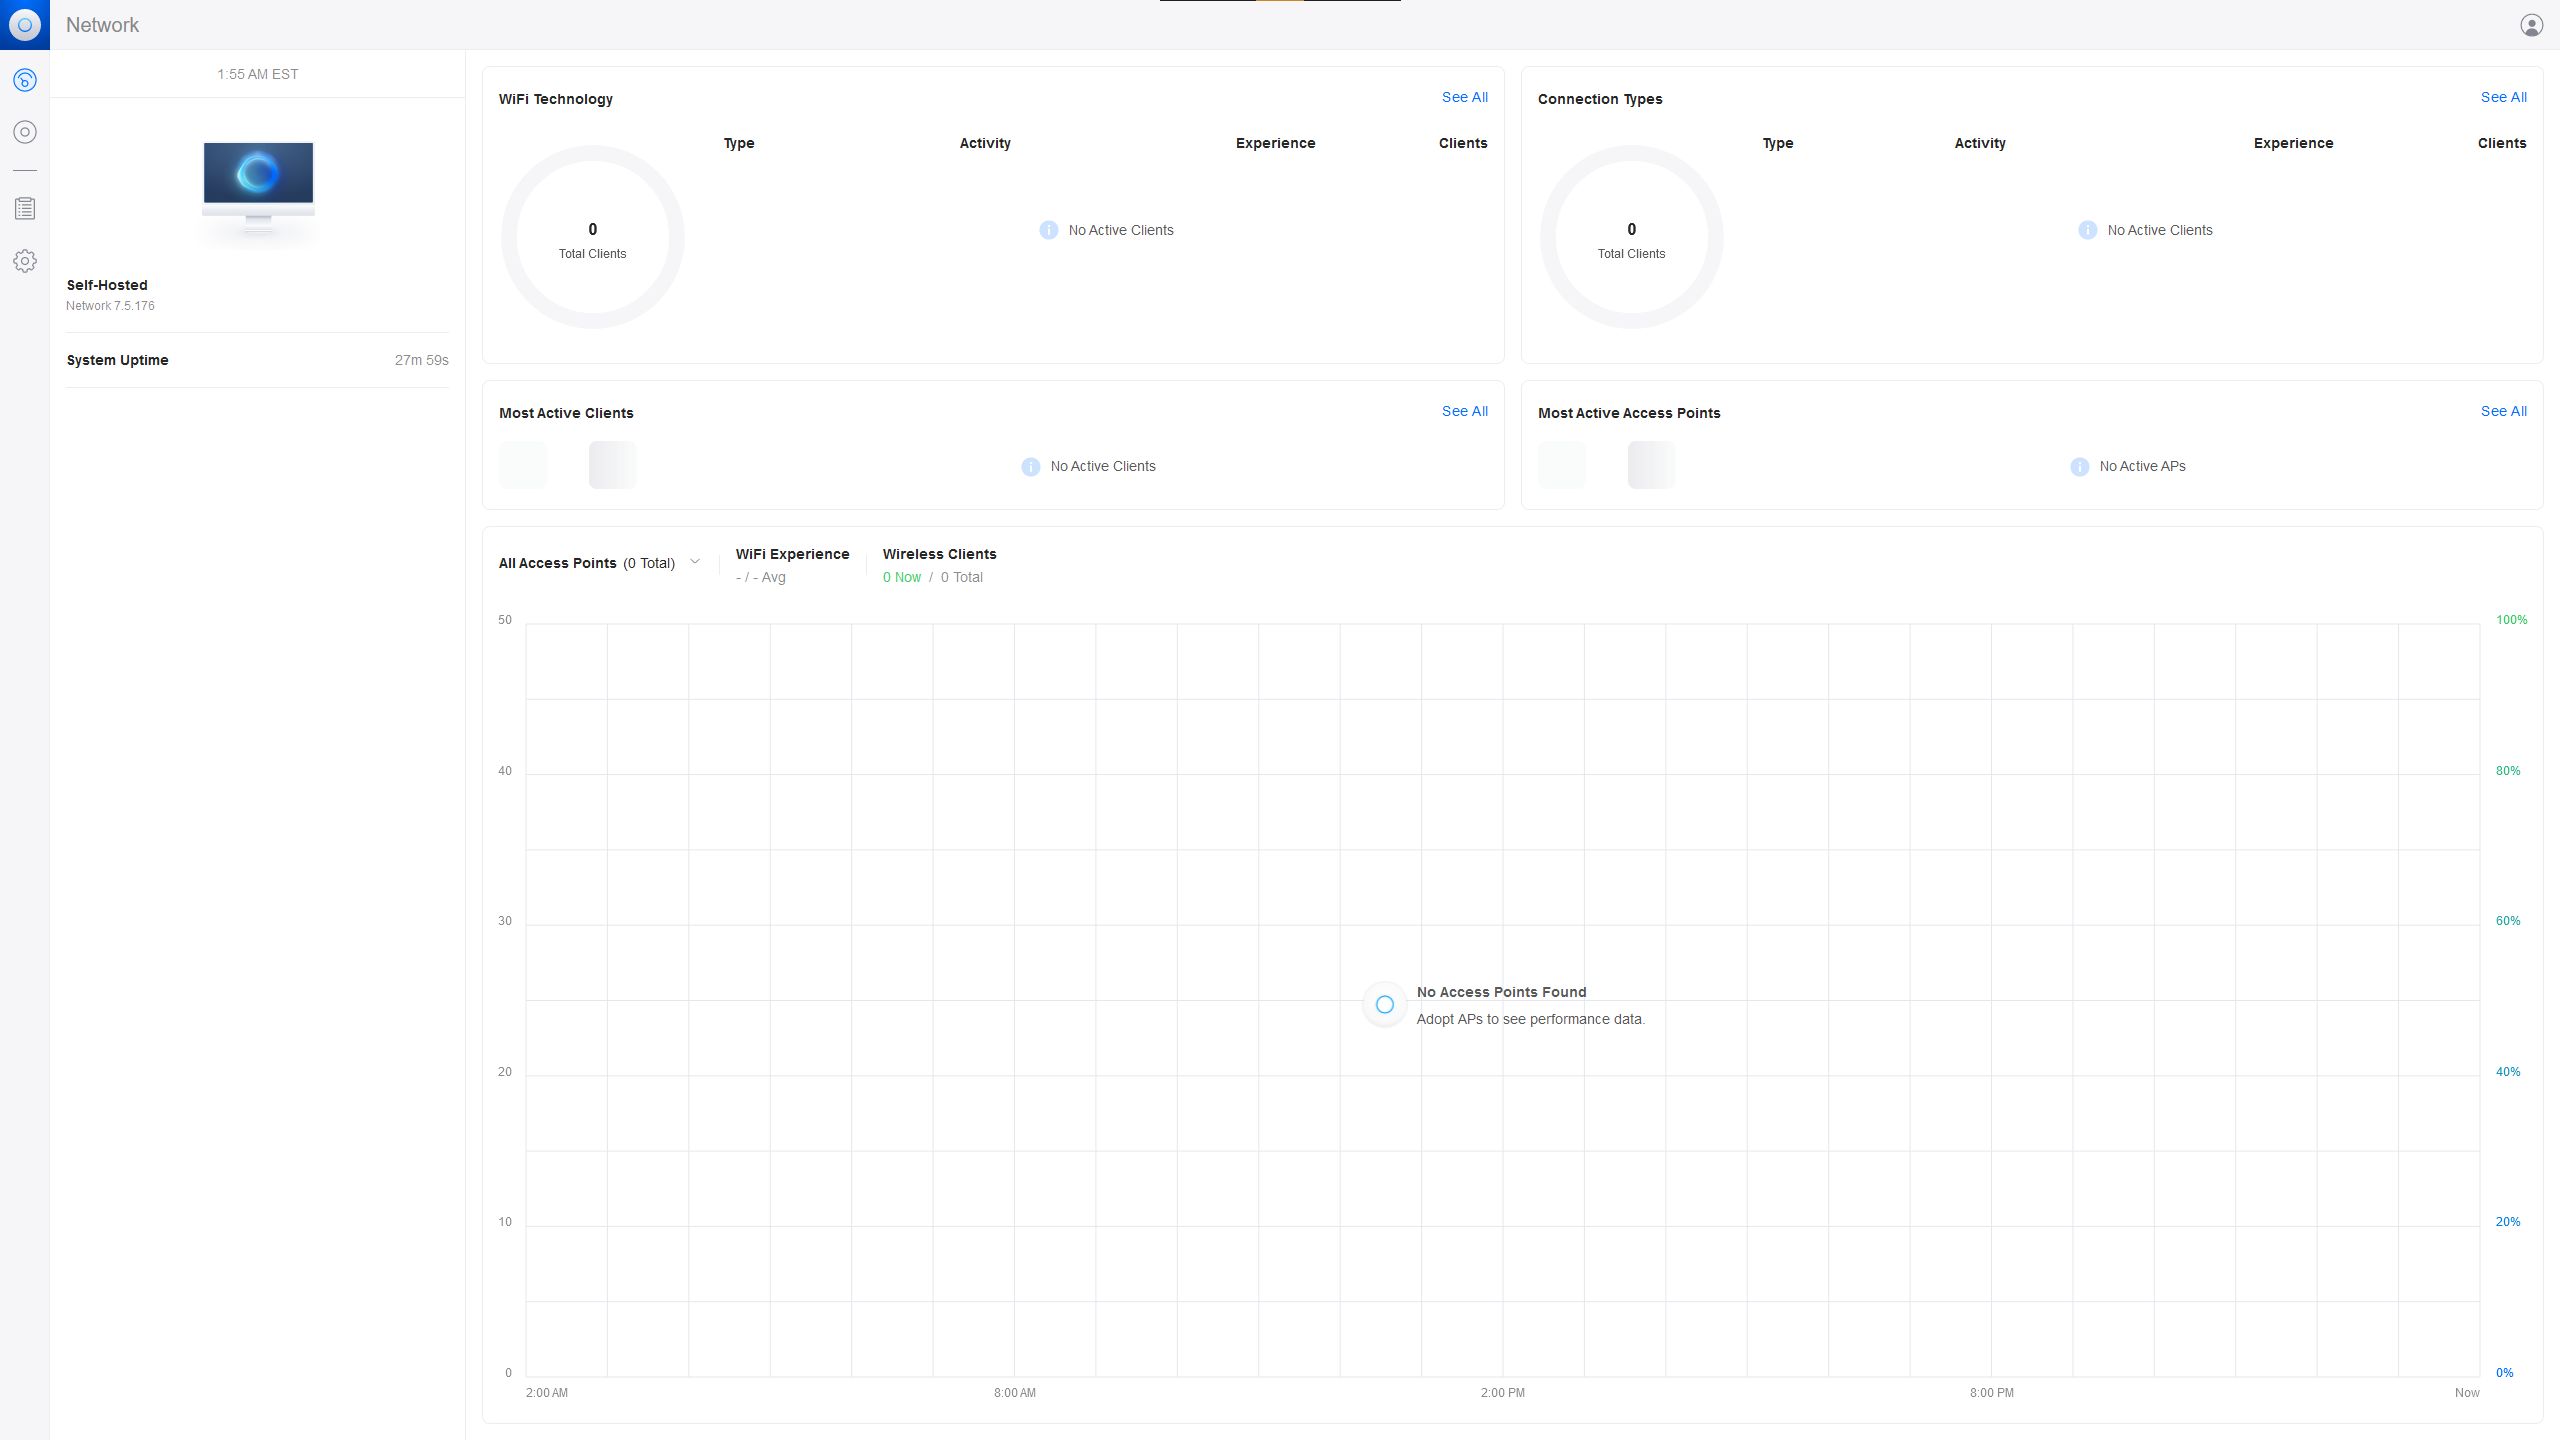 Network
1:55 AM EST
Self-Hosted
Network 7.5.176
System Uptime 27m 59s
WiFi Technology See All
Type Activity Experience Clients
0
Total Clients
No Active Clients
Connection Types See All
Type Activity Experience Clients
0
Total Clients
No Active Clients
Most Active Clients See All
No Active Clients
Most Active Access Points See All
No Active APs
All Access Points (0 Total)
WiFi Experience
- / - Avg
Wireless Clients
0 Now / 0 Total
50 100%
40 80%
30 60%
No Access Points Found
Adopt APs to see performance data.
20 40%
10 20%
0 0%
2:00 AM 8:00 AM 2:00 PM 8:00 PM Now